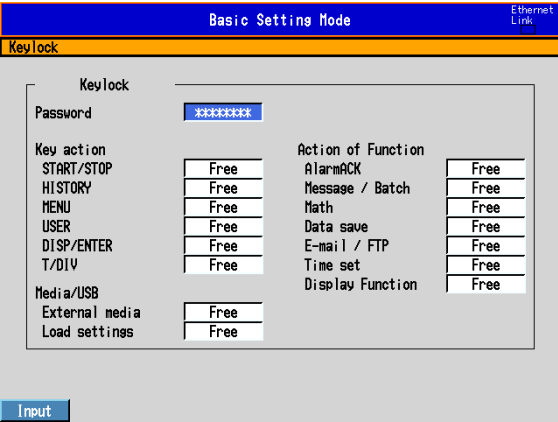 Basic Setting Mode
Ethernet
Link
Keylock
Keylock
Password ********
Key action
START/STOP Free
HISTORY Free
MENU Free
USER Free
DISP/ENTER Free
T/DIV Free
Media/USB
External media Free
Load settings Free
Action of Function
AlarmACK Free
Message / Batch Free
Math Free
Data save Free
E-mail / FTP Free
Time set Free
Display Function Free
Input